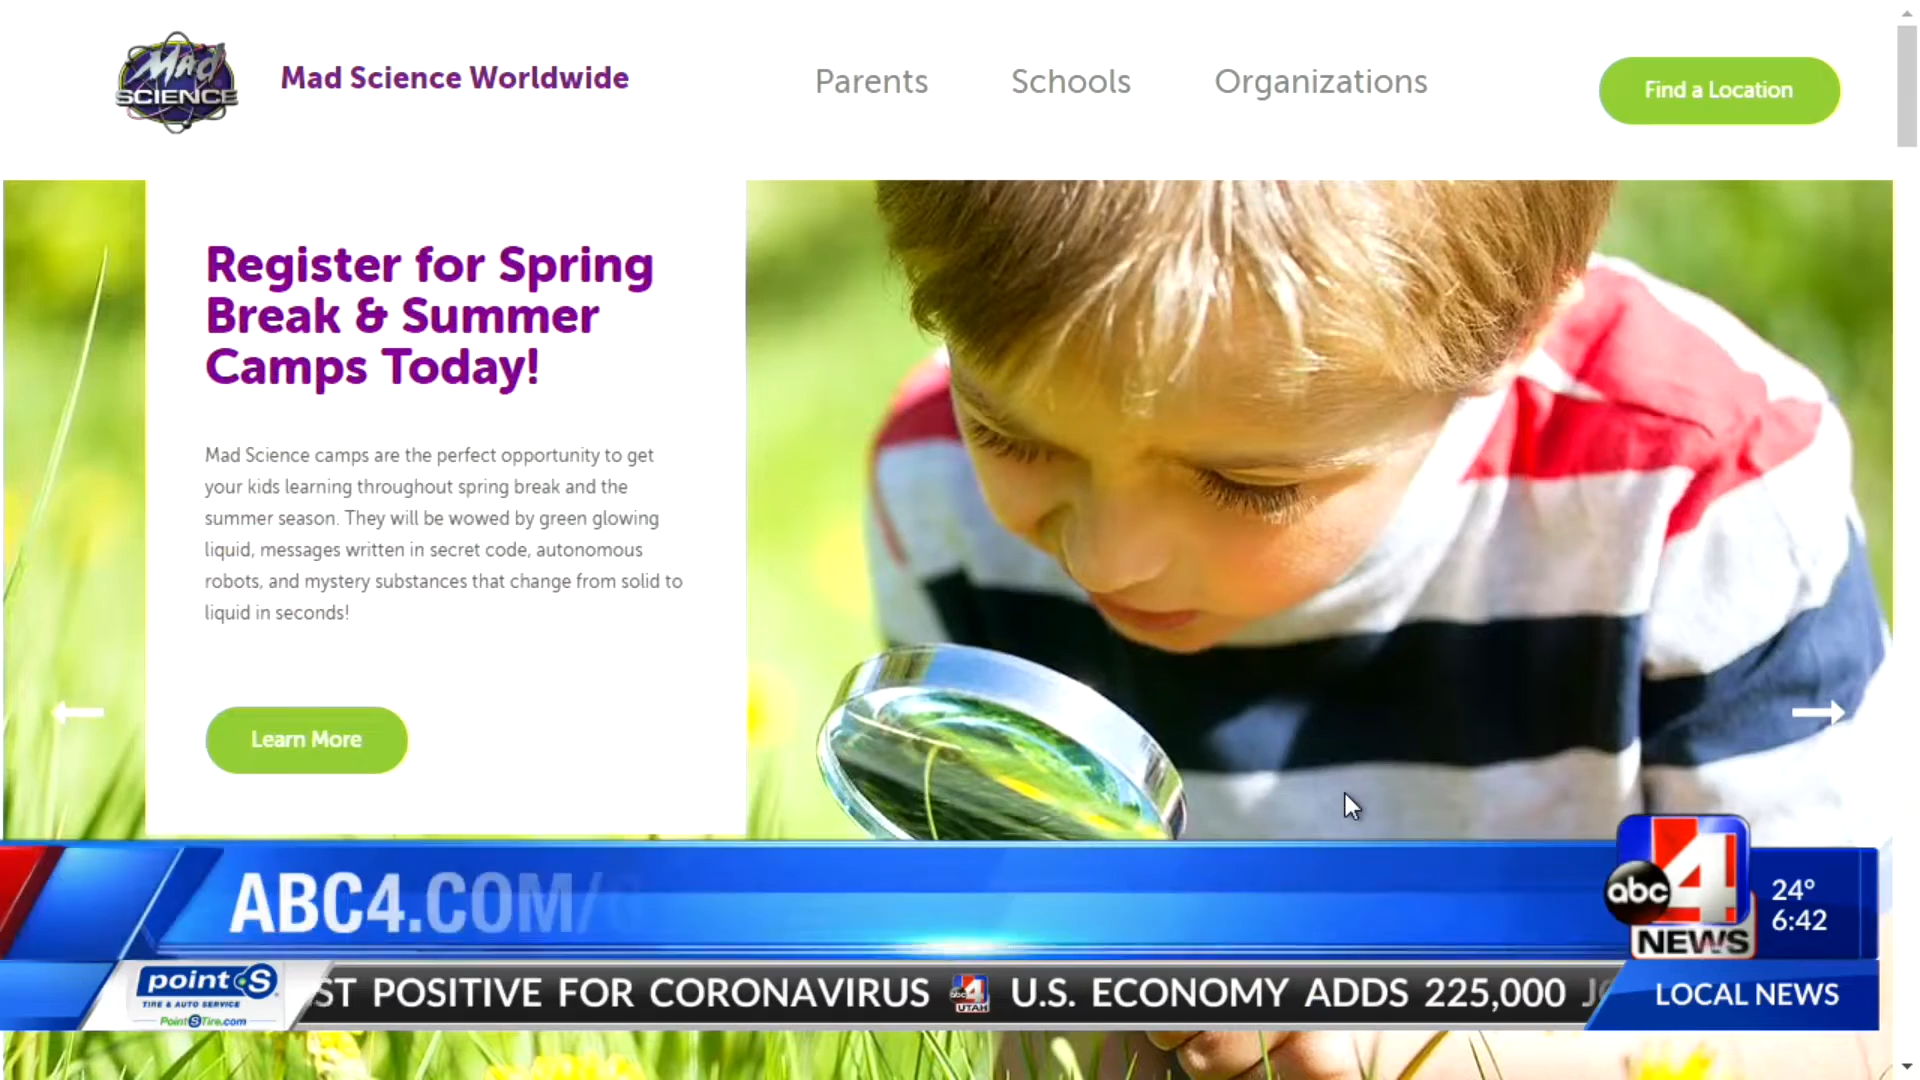 Mad
SCIENCE
Mad Science Worldwide
Parents
Schools
Organizations
Find a Location
Register for Spring
Break & Summer
Camps Today!
Mad Science camps are the perfect opportunity to get
your kids learning throughout spring break and the
summer season. They will be wowed by green glowing
liquid, messages written in secret code, autonomous
robots, and mystery substances that change from solid to
liquid in seconds!
Learn More
ABC4.COM/
abc
4
NEWS
24°
6:42
point S
TIRE & AUTO SERVICE
PointSTire.com
ST POSITIVE FOR CORONAVIRUS
abc 4
UTAH
U.S. ECONOMY ADDS 225,000
LOCAL NEWS